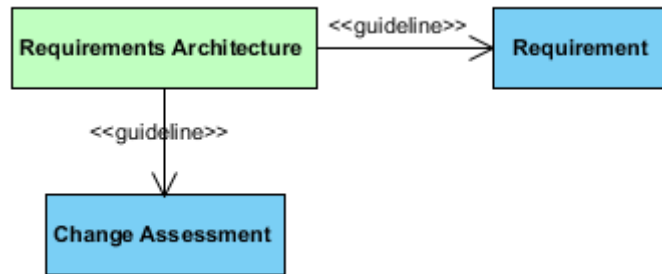 Requirements Architecture
<<guideline>>
Requirement
<<guideline>>
Change Assessment